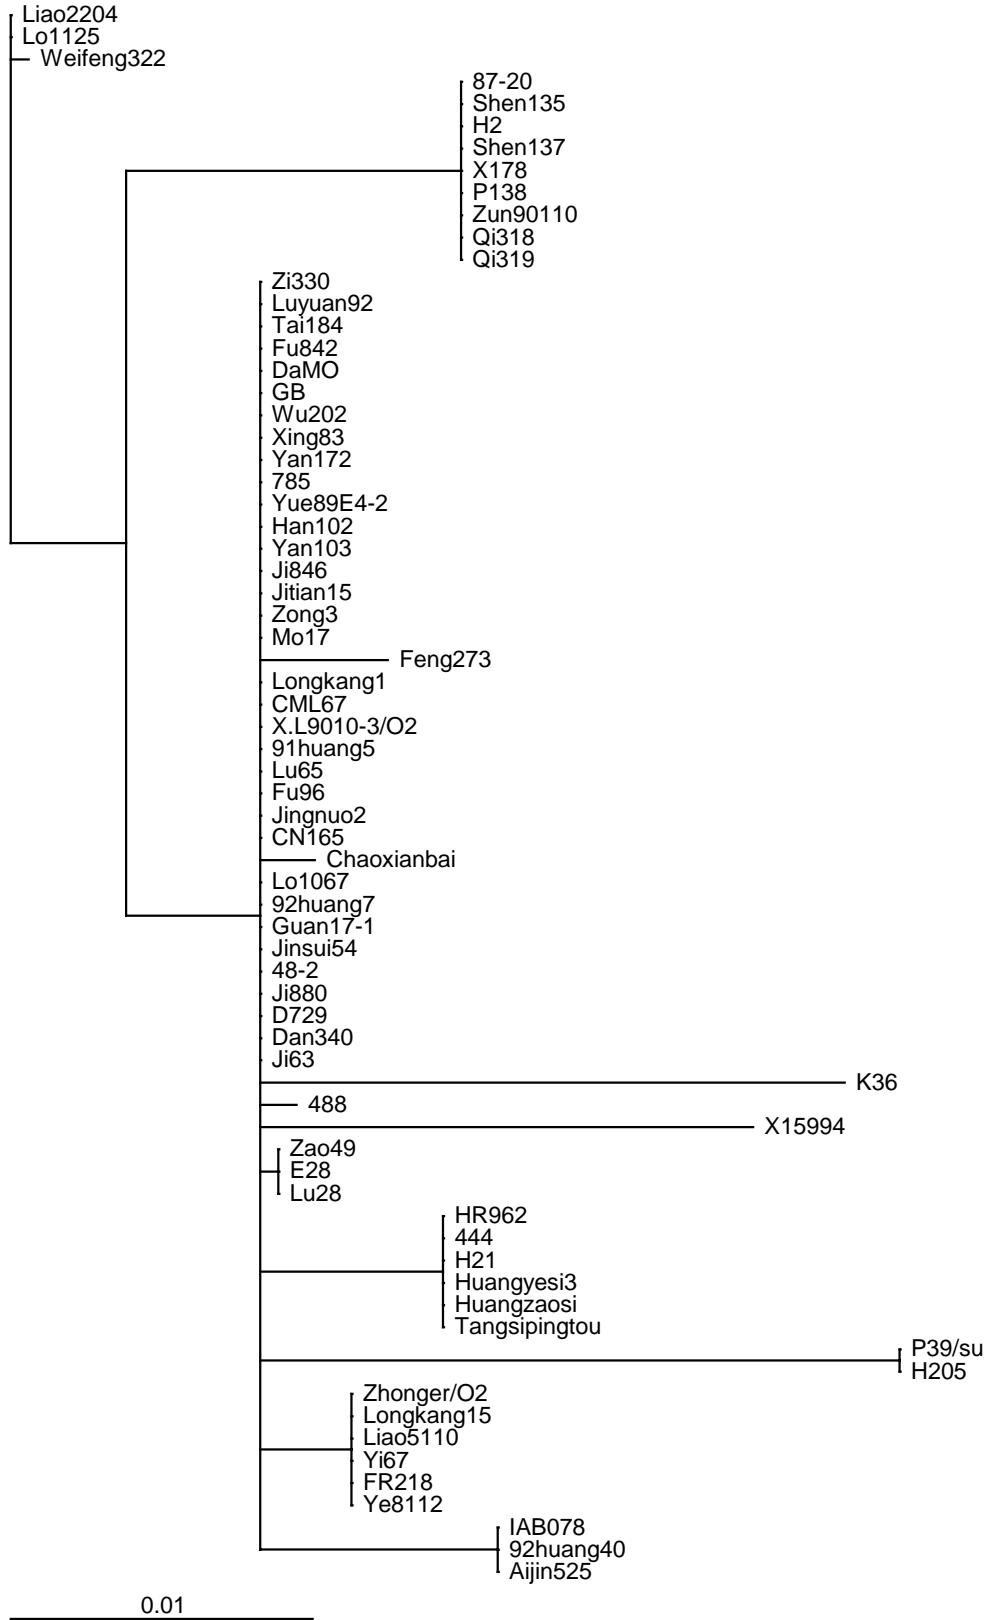 Liao2204
Lo1125
Weifeng322
87-20
Shen135
H2
Shen137
X178
P138
Zun90110
Qi318
Qi319
Zi330
Luyuan92
Tai184
Fu842
DaMO
GB
Wu202
Xing83
Yan172
785
Yue89E4-2
Han102
Yan103
Ji846
Jitian15
Zong3
Mo17
Feng273
Longkang1
CML67
X.L9010-3/O2
91huang5
Lu65
Fu96
Jingnuo2
CN165
Chaoxianbai
Lo1067
92huang7
Guan17-1
Jinsui54
48-2
Ji880
D729
Dan340
Ji63
K36
488
X15994
Zao49
E28
Lu28
HR962
444
H21
Huangyesi3
Huangzaosi
Tangsipingtou
P39/su
H205
Zhonger/O2
Longkang15
Liao5110
Yi67
FR218
Ye8112
IAB078
92huang40
Aijin525
0.01